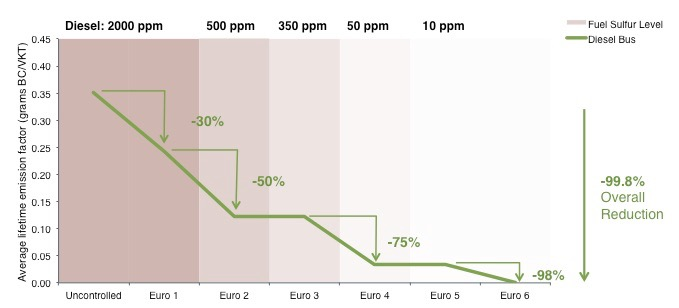 Diesel: 2000 ppm 500 ppm 350 ppm 50 ppm 10 ppm
Fuel Sulfur Level
Diesel Bus
Average lifetime emission factor (grams BC/VKT)
0.45
0.40
0.35
0.30
0.25
0.20
0.15
0.10
0.05
0.00
-30%
-50%
-75%
-98%
-99.8%
Overall
Reduction
Uncontrolled Euro 1 Euro 2 Euro 3 Euro 4 Euro 5 Euro 6